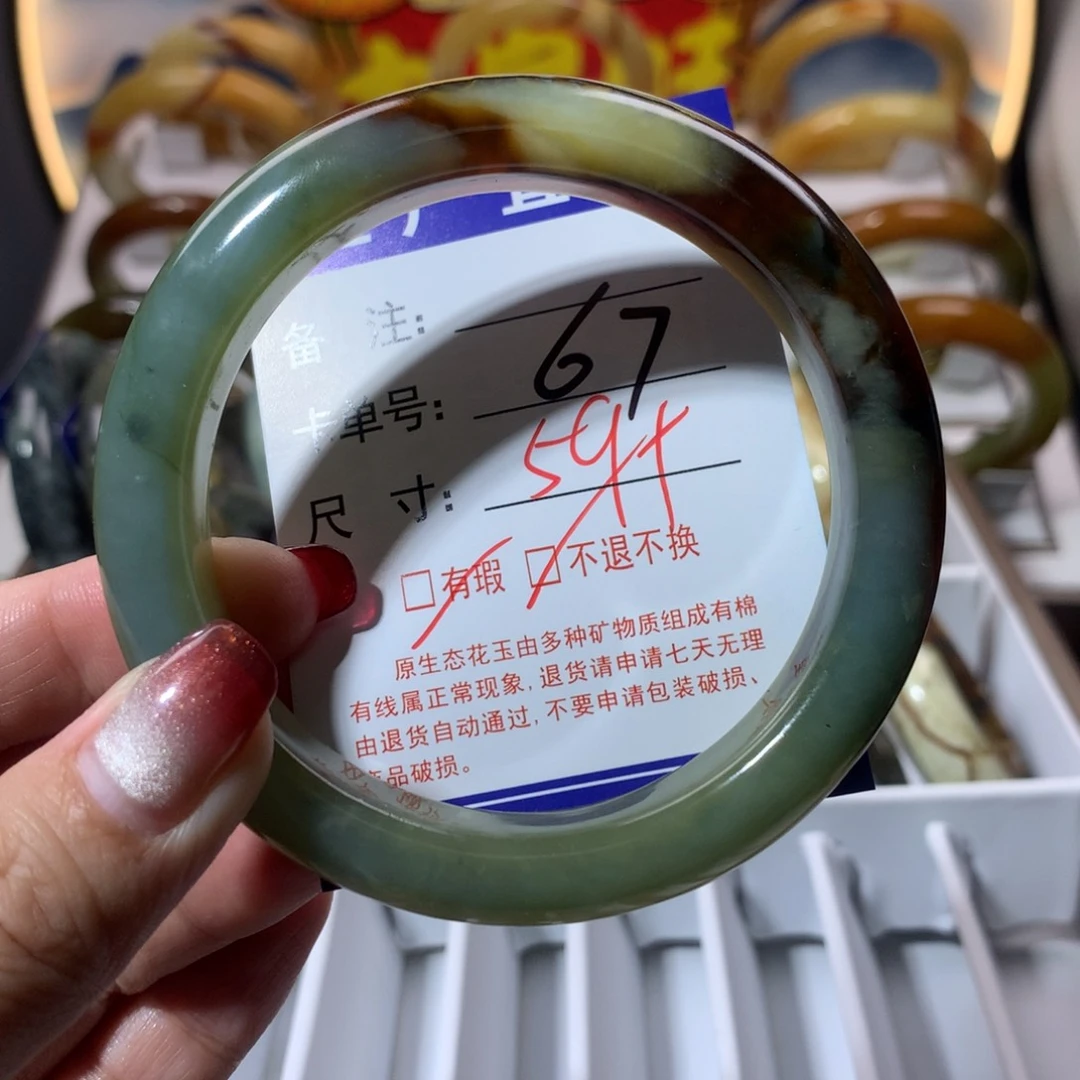 备 注:
卡单号: 67
尺 寸: 59
□有瑕 □不退不换
原生态花玉由多种矿物质组成有棉
有线属正常现象,退货请申请七天无理
由退货自动通过,不要申请包装破损、
产品破损。